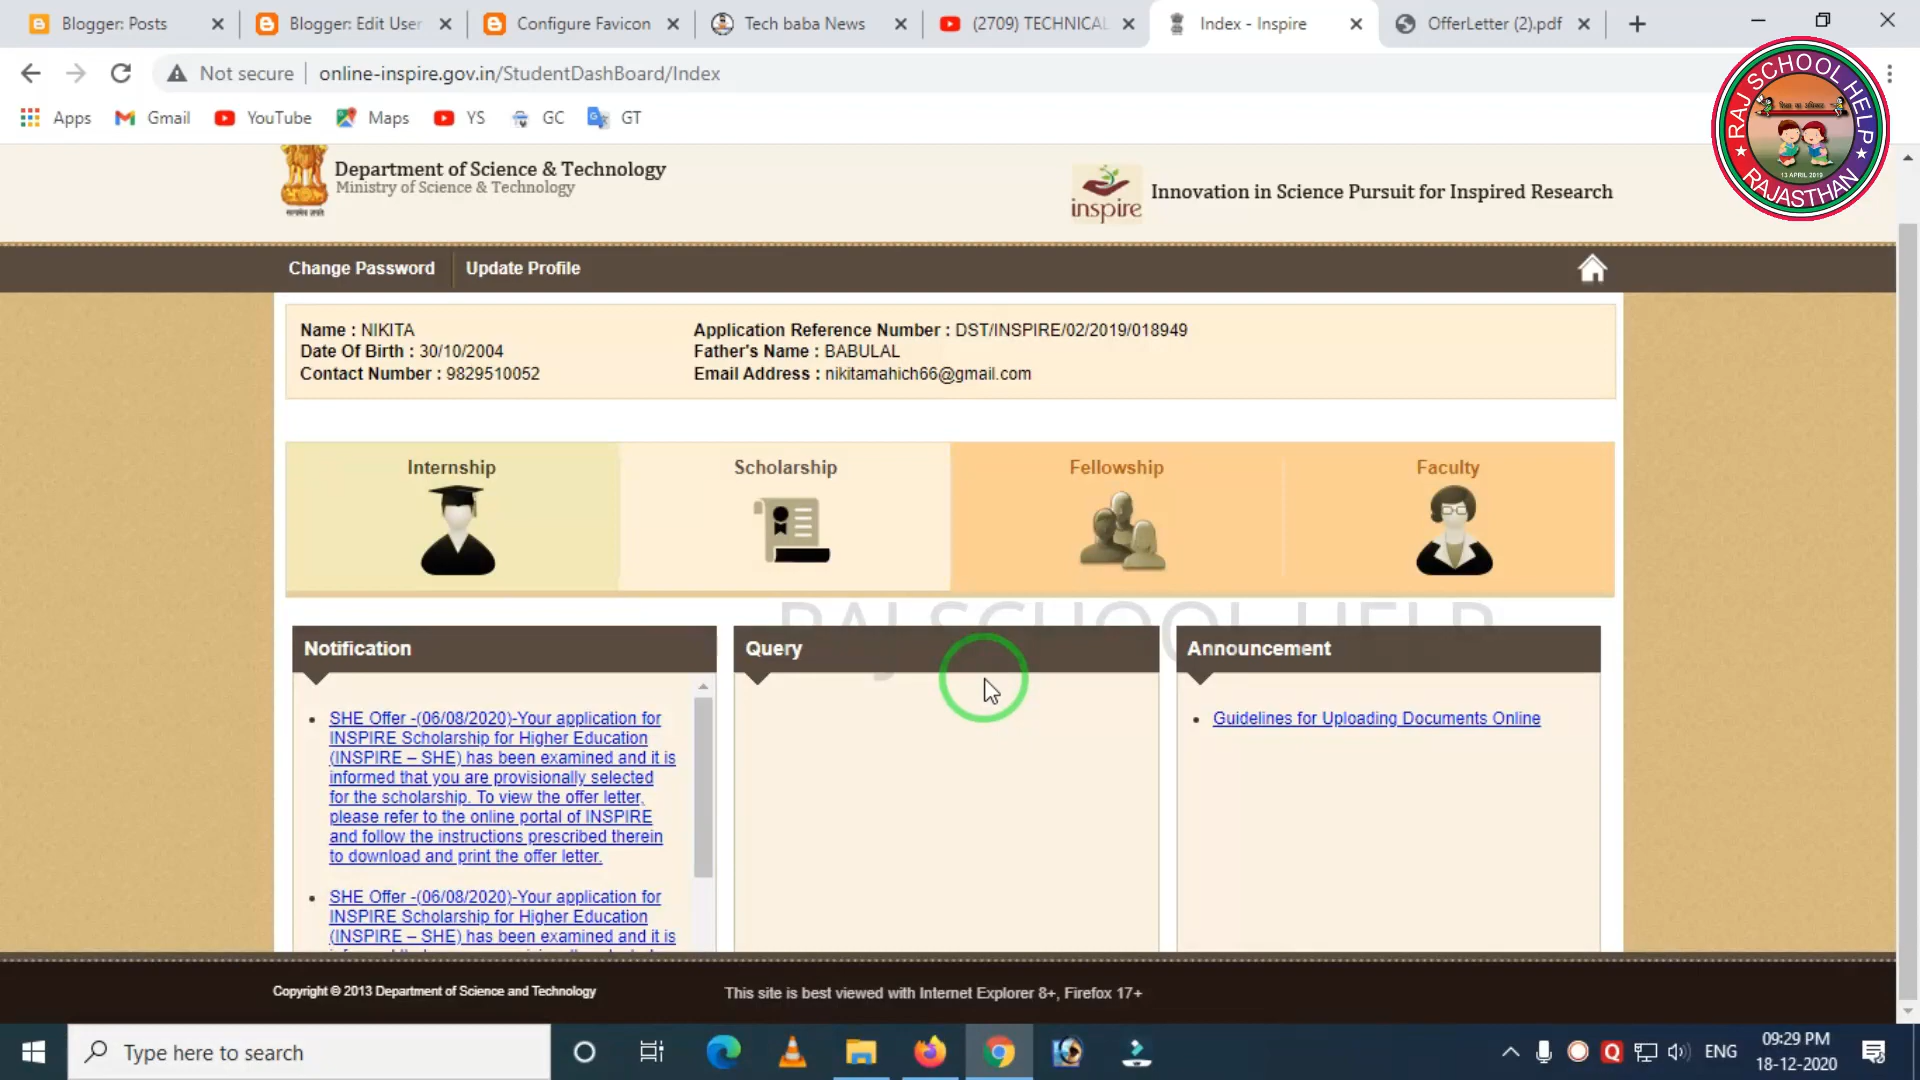 Blogger: Posts
Blogger: Edit User
Configure Favicon
Tech baba News
(2709) TECHNICAL
Index - Inspire
OfferLetter (2).pdf
Not secure
online-inspire.gov.in/StudentDashBoard/Index
Apps
Gmail
YouTube
Maps
YS
GC
GT
RAJ SCHOOL HELP
13 APRIL 2019
RAJASTHAN
Department of Science & Technology
Ministry of Science & Technology
सत्यमेव जयते
inspire
Innovation in Science Pursuit for Inspired Research
Change Password
Update Profile
Name : NIKITA
Application Reference Number : DST/INSPIRE/02/2019/018949
Date Of Birth : 30/10/2004
Father's Name : BABULAL
Contact Number : 9829510052
Email Address : nikitamahich66@gmail.com
Internship
Scholarship
Fellowship
Faculty
RAJ SCHOOL HELP
Notification
Query
Announcement
SHE Offer -(06/08/2020)-Your application for
INSPIRE Scholarship for Higher Education
(INSPIRE – SHE) has been examined and it is
informed that you are provisionally selected
for the scholarship. To view the offer letter,
please refer to the online portal of INSPIRE
and follow the instructions prescribed therein
to download and print the offer letter.
SHE Offer -(06/08/2020)-Your application for
INSPIRE Scholarship for Higher Education
(INSPIRE – SHE) has been examined and it is
Guidelines for Uploading Documents Online
Copyright © 2013 Department of Science and Technology
This site is best viewed with Internet Explorer 8+, Firefox 17+
Type here to search
ENG
09:29 PM
18-12-2020